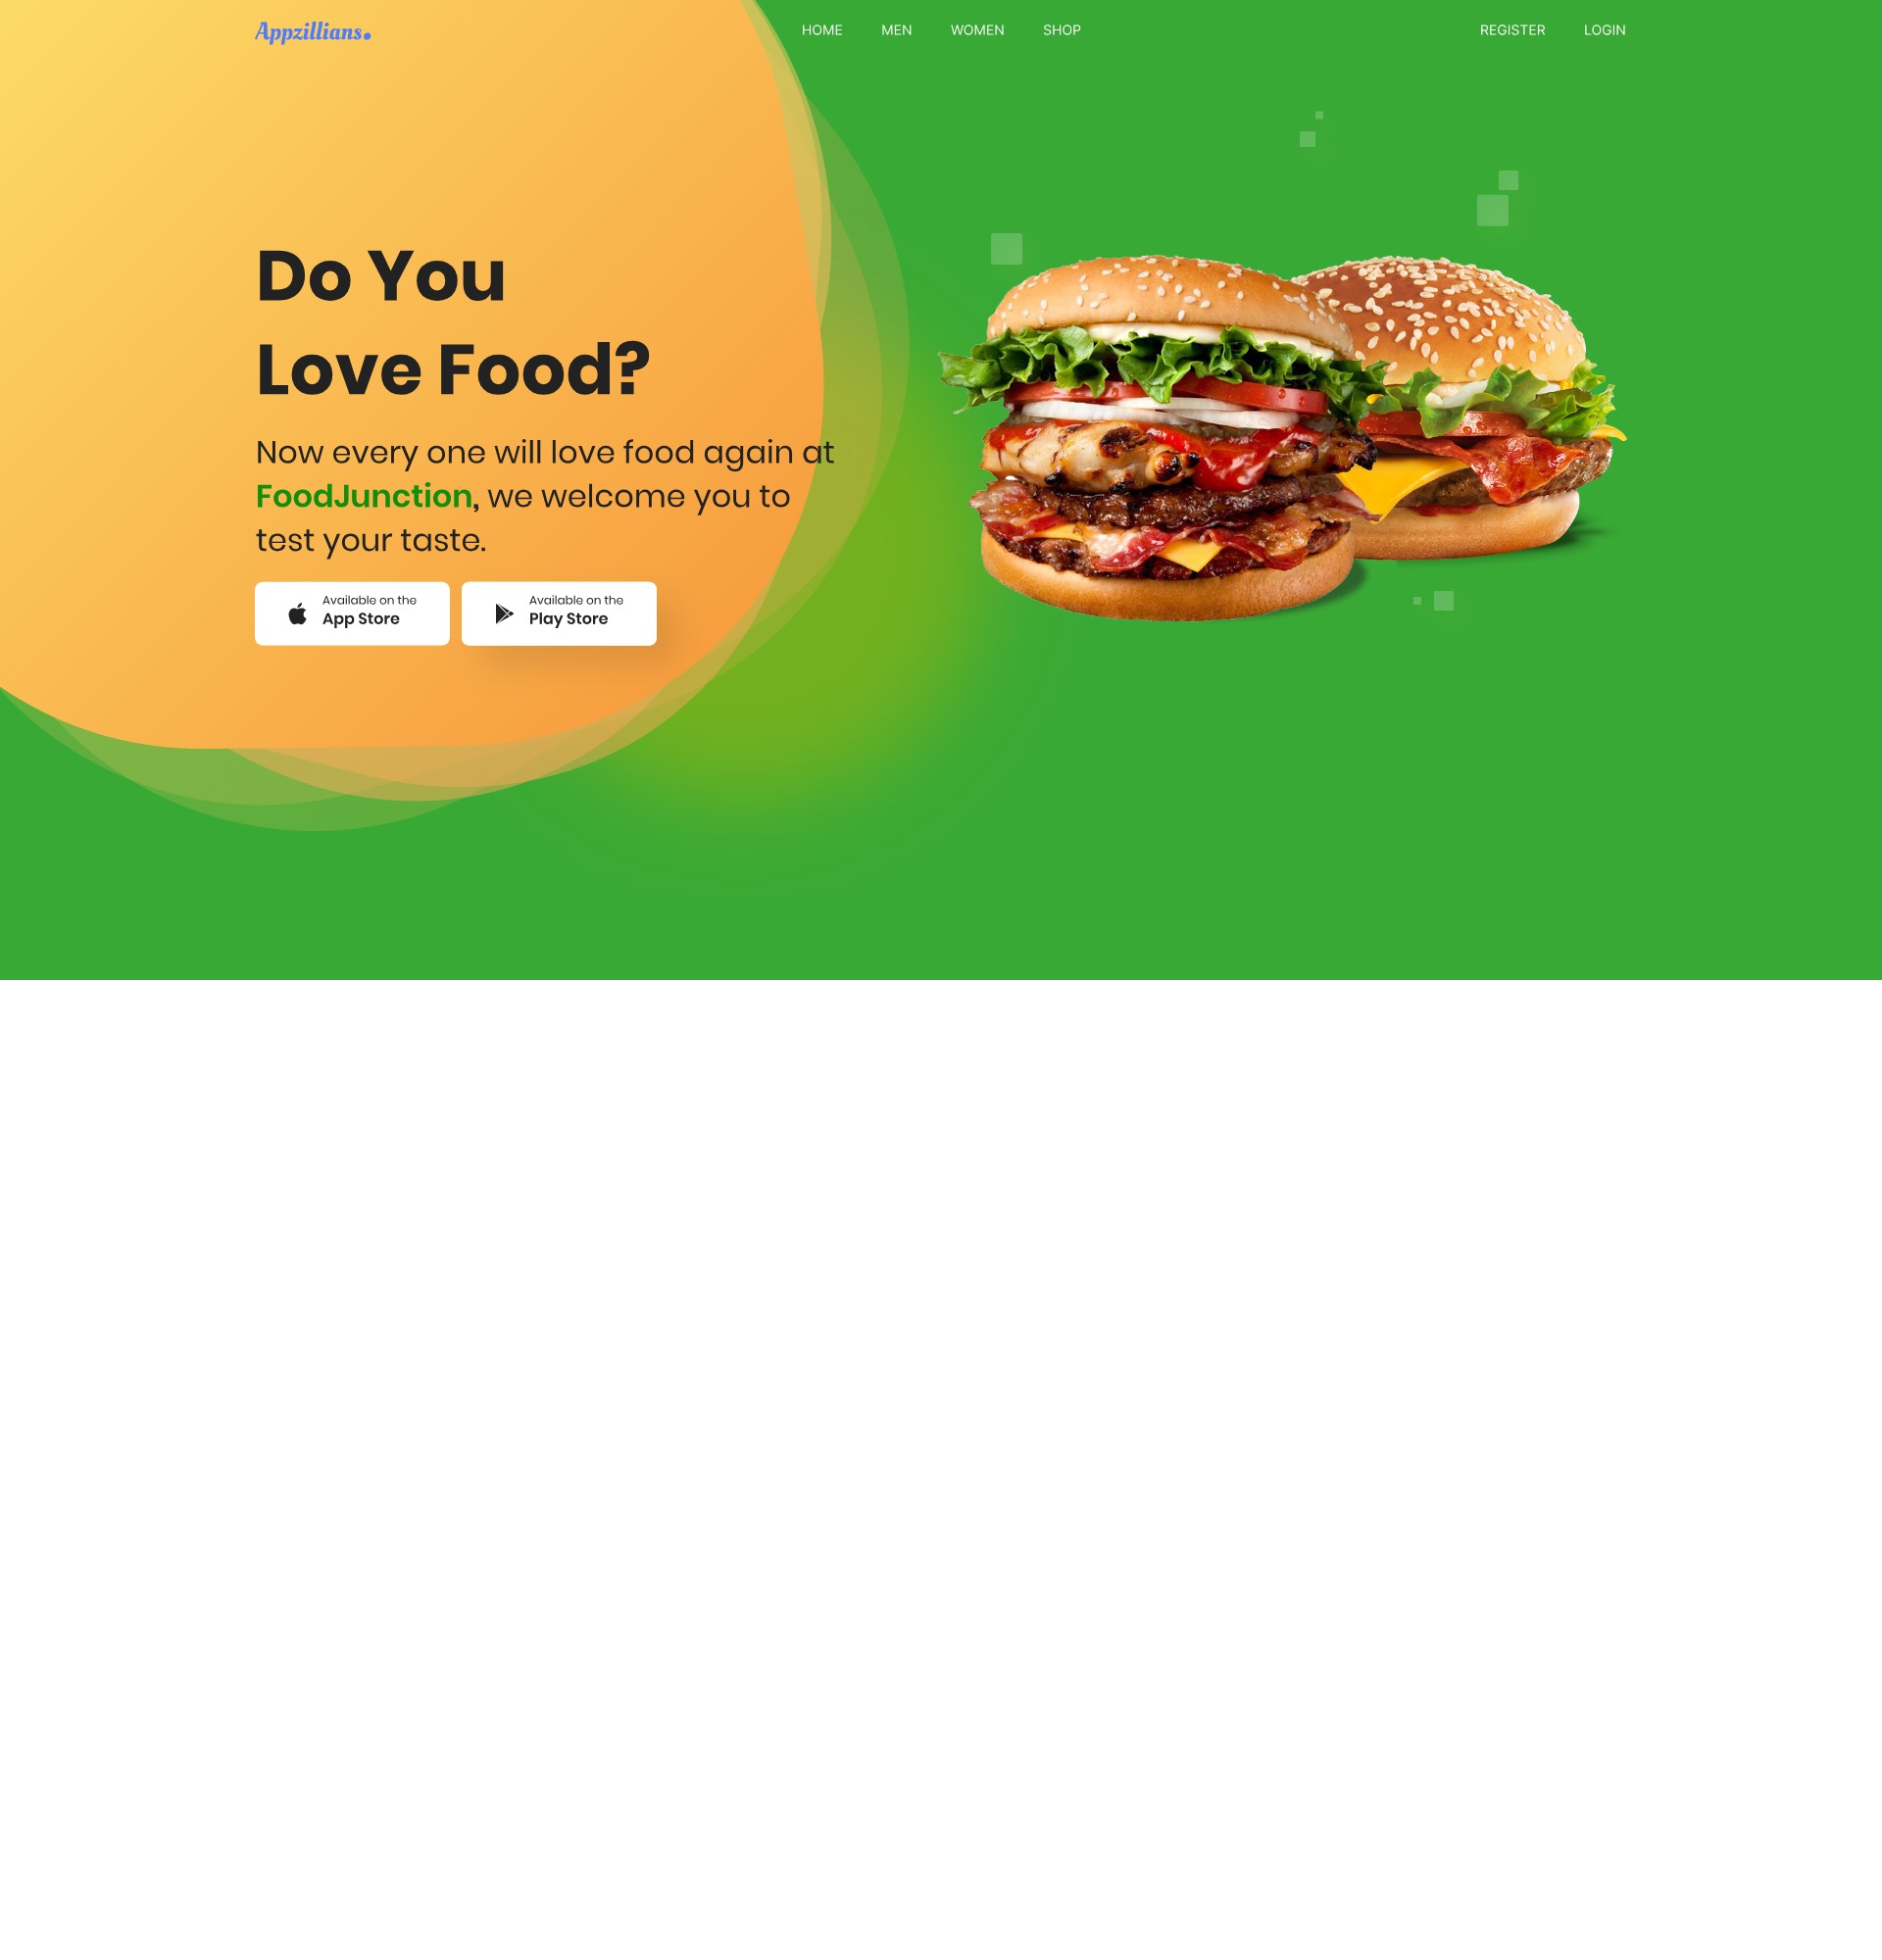 Appzillians.
HOME MEN WOMEN SHOP
REGISTER LOGIN
Do You
Love Food?
Now every one will love food again at
FoodJunction, we welcome you to
test your taste.
Available on the
App Store
Available on the
Play Store